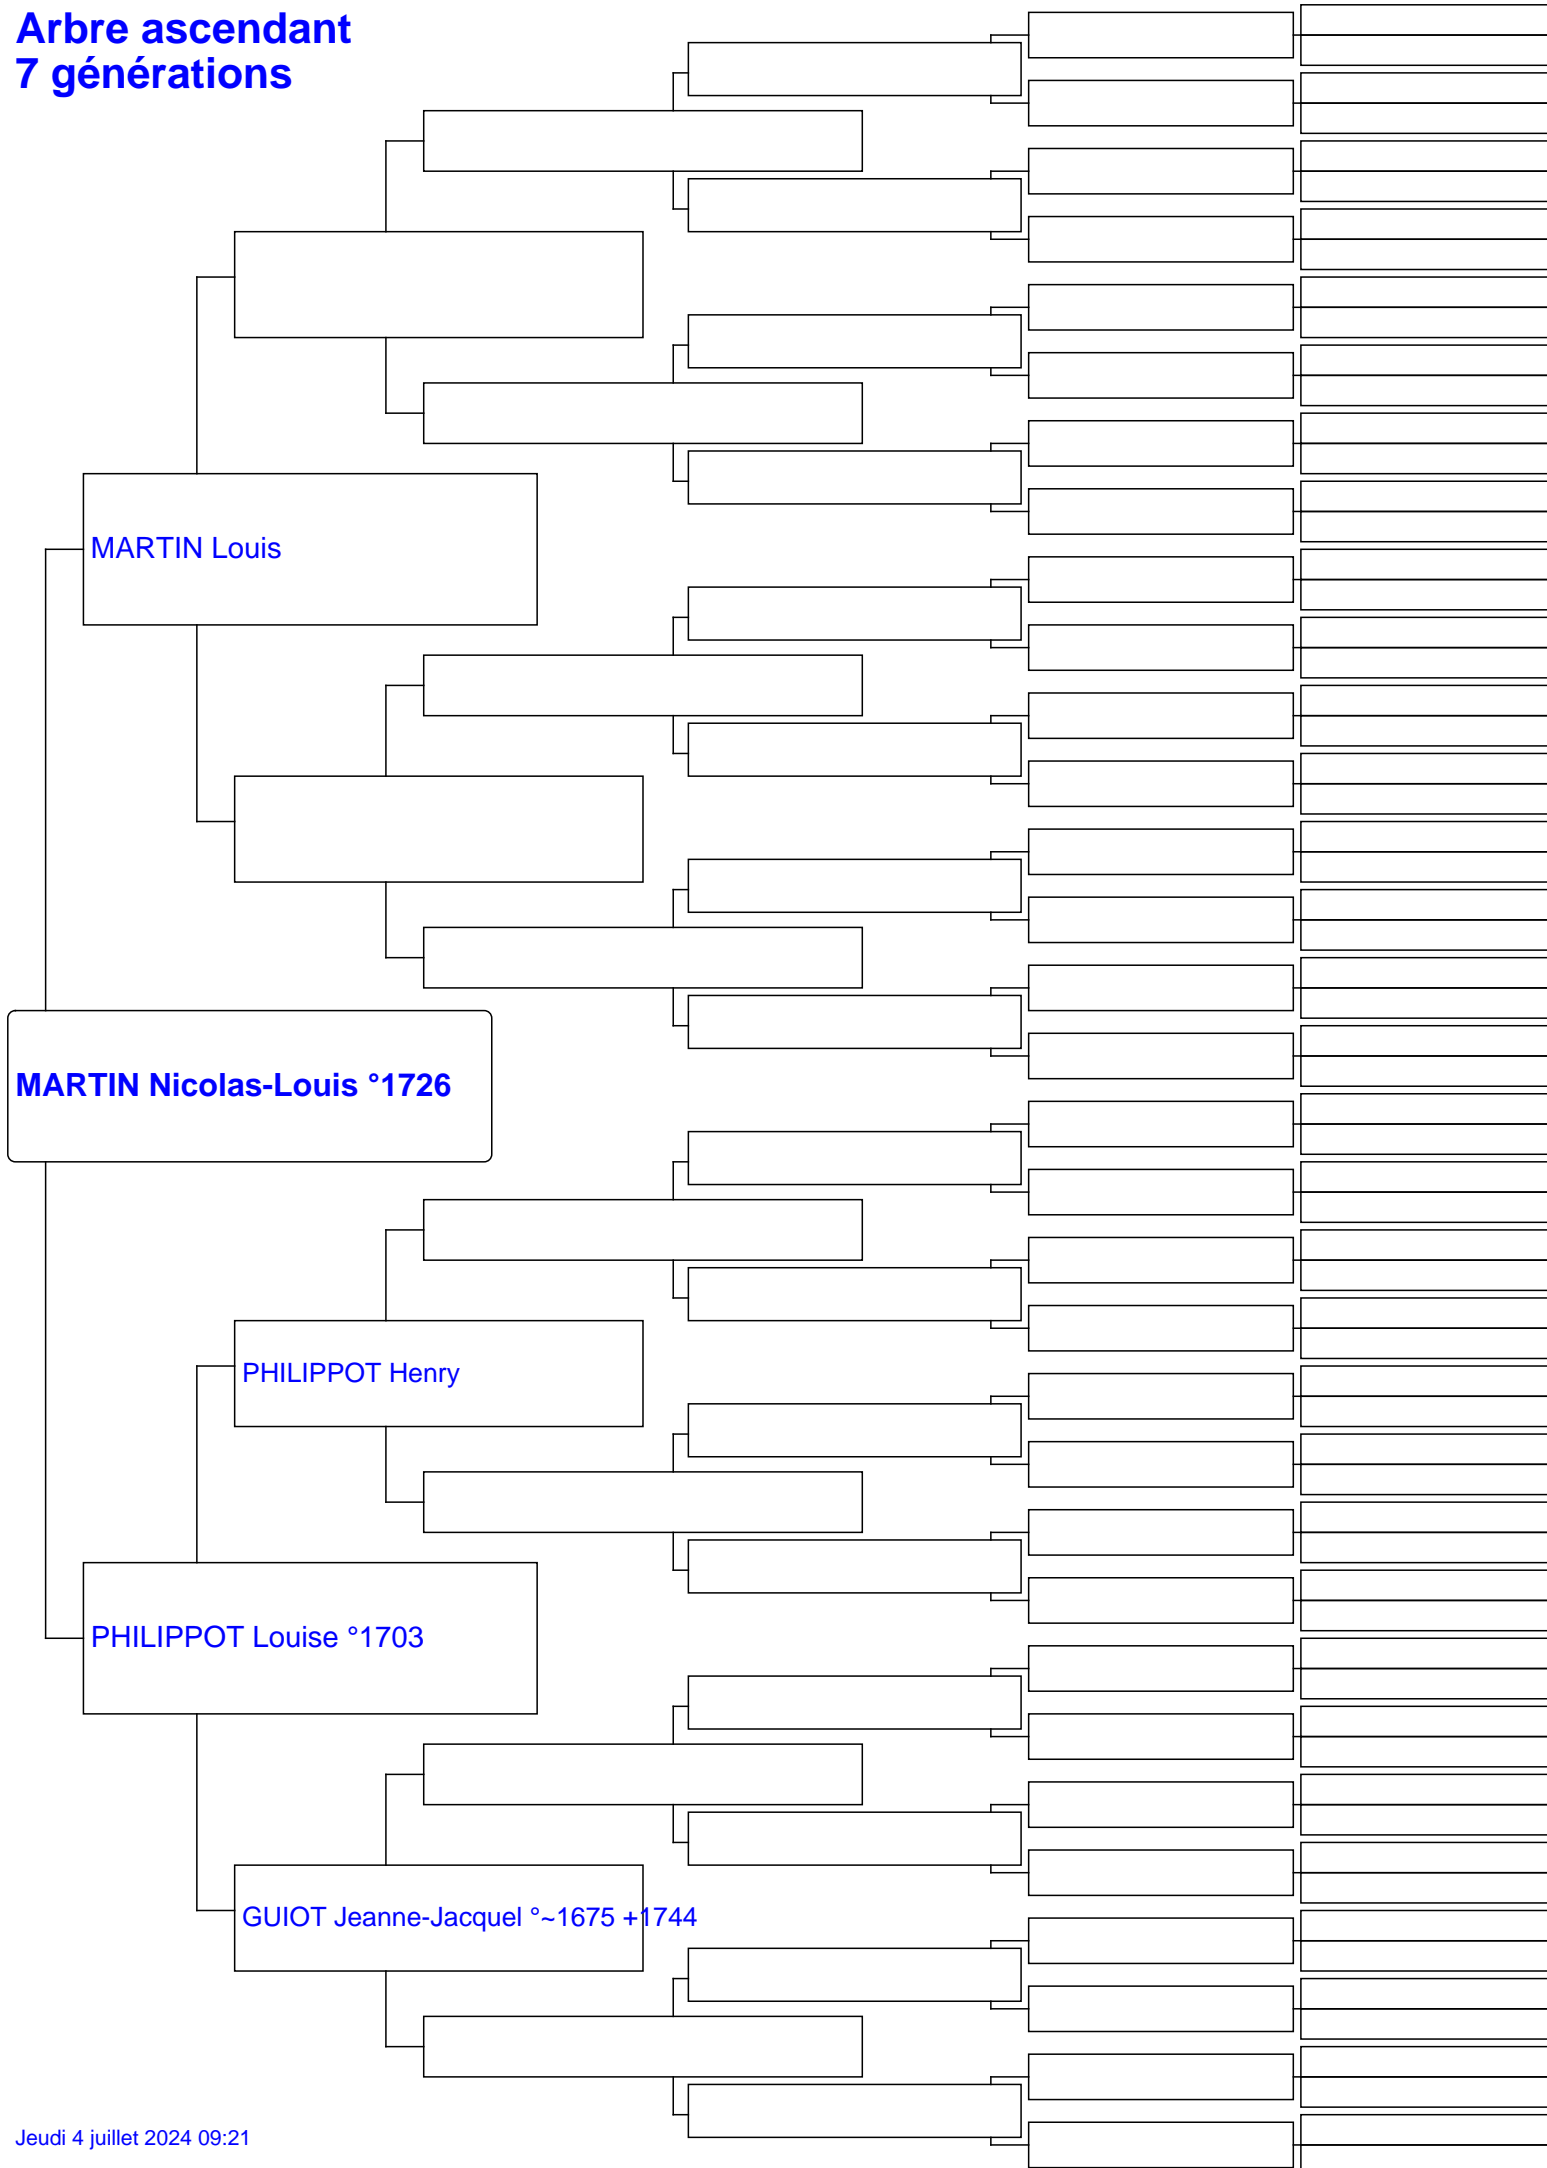 Arbre ascendant
7 générations
MARTIN Louis
MARTIN Nicolas-Louis °1726
PHILIPPOT Henry
PHILIPPOT Louise °1703
GUIOT Jeanne-Jacquel °~1675 +1744
Jeudi 4 juillet 2024 09:21